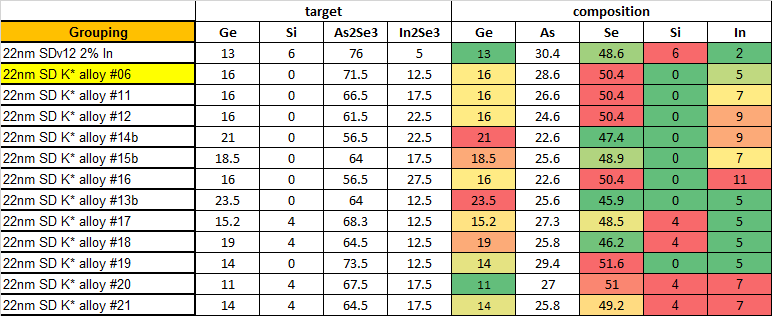 target composition
Grouping Ge Si As2Se3 In2Se3 Ge As Se Si In
22nm SDv12 2% In 13 6 76 5 13 30.4 48.6 6 2
22nm SD K* alloy #06 16 0 71.5 12.5 16 28.6 50.4 0 5
22nm SD K* alloy #11 16 0 66.5 17.5 16 26.6 50.4 0 7
22nm SD K* alloy #12 16 0 61.5 22.5 16 24.6 50.4 0 9
22nm SD K* alloy #14b 21 0 56.5 22.5 21 22.6 47.4 0 9
22nm SD K* alloy #15b 18.5 0 64 17.5 18.5 25.6 48.9 0 7
22nm SD K* alloy #16 16 0 56.5 27.5 16 22.6 50.4 0 11
22nm SD K* alloy #13b 23.5 0 64 12.5 23.5 25.6 45.9 0 5
22nm SD K* alloy #17 15.2 4 68.3 12.5 15.2 27.3 48.5 4 5
22nm SD K* alloy #18 19 4 64.5 12.5 19 25.8 46.2 4 5
22nm SD K* alloy #19 14 0 73.5 12.5 14 29.4 51.6 0 5
22nm SD K* alloy #20 11 4 67.5 17.5 11 27 51 4 7
22nm SD K* alloy #21 14 4 64.5 17.5 14 25.8 49.2 4 7